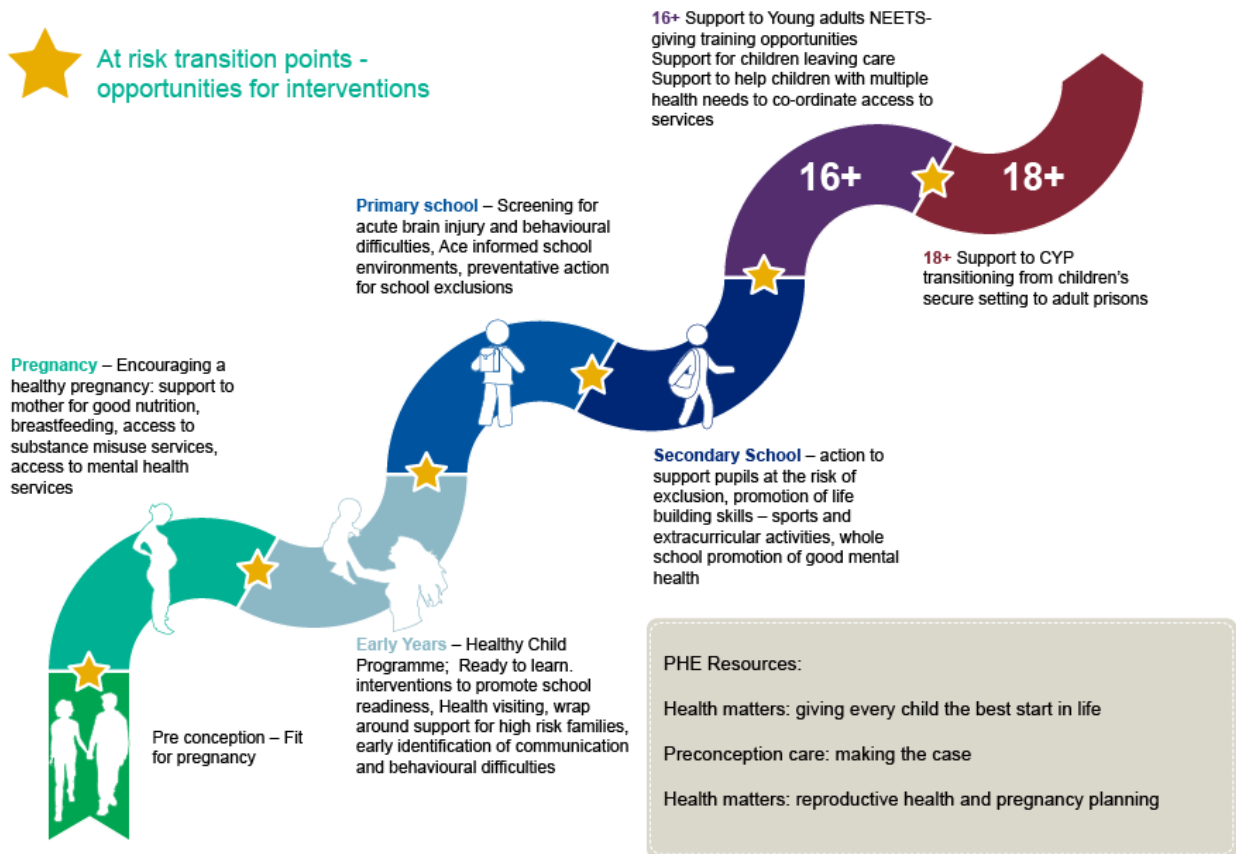 At risk transition points -
opportunities for interventions
16+ Support to Young adults NEETS-
giving training opportunities
Support for children leaving care
Support to help children with multiple
health needs to co-ordinate access to
services
16+
18+
Primary school – Screening for
acute brain injury and behavioural
difficulties, Ace informed school
environments, preventative action
for school exclusions
18+ Support to CYP
transitioning from children's
secure setting to adult prisons
Pregnancy – Encouraging a
healthy pregnancy: support to
mother for good nutrition,
breastfeeding, access to
substance misuse services,
access to mental health
services
Secondary School – action to
support pupils at the risk of
exclusion, promotion of life
building skills – sports and
extracurricular activities, whole
school promotion of good mental
health
Early Years – Healthy Child
Programme;  Ready to learn.
interventions to promote school
readiness, Health visiting, wrap
around support for high risk families,
early identification of communication
and behavioural difficulties
Pre conception – Fit
for pregnancy
PHE Resources:
Health matters: giving every child the best start in life
Preconception care: making the case
Health matters: reproductive health and pregnancy planning